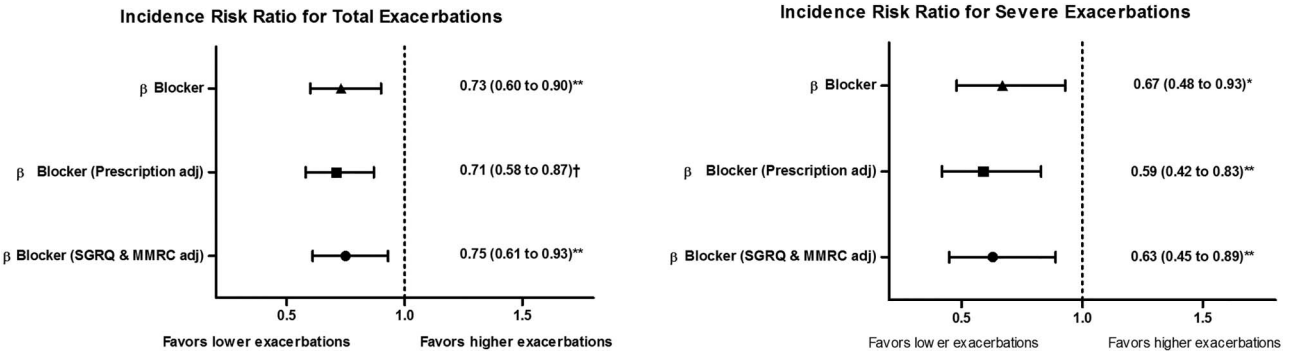 Incidence Risk Ratio for Total Exacerbations
β Blocker
0.73 (0.60 to 0.90)**
β Blocker (Prescription adj)
0.71 (0.58 to 0.87)†
β Blocker (SGRQ & MMRC adj)
0.75 (0.61 to 0.93)**
0.5 1.0 1.5
Favors lower exacerbations Favors higher exacerbations
Incidence Risk Ratio for Severe Exacerbations
β Blocker
0.67 (0.48 to 0.93)*
β Blocker (Prescription adj)
0.59 (0.42 to 0.83)**
β Blocker (SGRQ & MMRC adj)
0.63 (0.45 to 0.89)**
0.5 1.0 1.5
Favors lower exacerbations Favors higher exacerbations